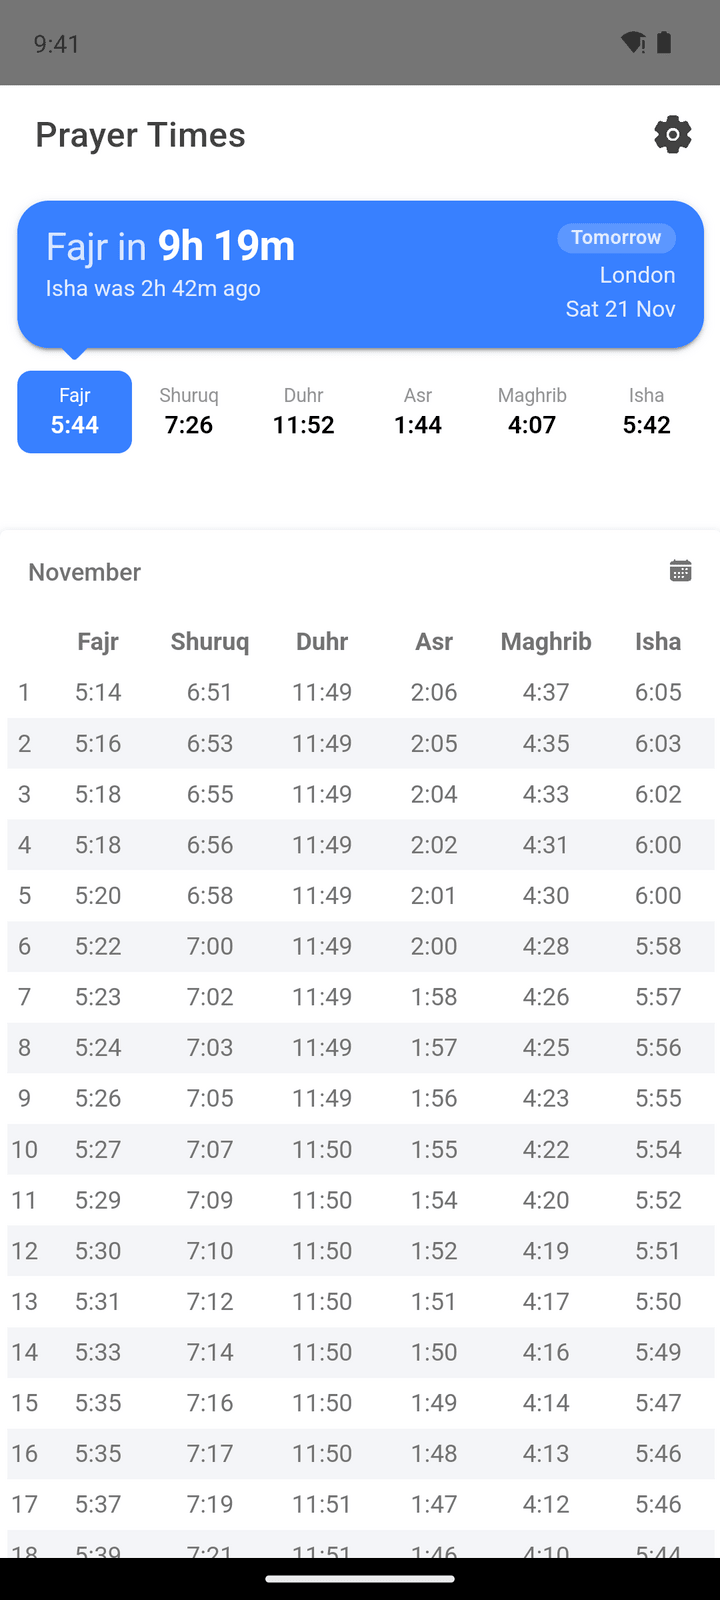 9:41
Prayer Times
Fajr in 9h 19m
Isha was 2h 42m ago
Tomorrow
London
Sat 21 Nov
Fajr Shuruq Duhr Asr Maghrib Isha
5:44 7:26 11:52 1:44 4:07 5:42
November
Fajr Shuruq Duhr Asr Maghrib Isha
1 5:14 6:51 11:49 2:06 4:37 6:05
2 5:16 6:53 11:49 2:05 4:35 6:03
3 5:18 6:55 11:49 2:04 4:33 6:02
4 5:18 6:56 11:49 2:02 4:31 6:00
5 5:20 6:58 11:49 2:01 4:30 6:00
6 5:22 7:00 11:49 2:00 4:28 5:58
7 5:23 7:02 11:49 1:58 4:26 5:57
8 5:24 7:03 11:49 1:57 4:25 5:56
9 5:26 7:05 11:49 1:56 4:23 5:55
10 5:27 7:07 11:50 1:55 4:22 5:54
11 5:29 7:09 11:50 1:54 4:20 5:52
12 5:30 7:10 11:50 1:52 4:19 5:51
13 5:31 7:12 11:50 1:51 4:17 5:50
14 5:33 7:14 11:50 1:50 4:16 5:49
15 5:35 7:16 11:50 1:49 4:14 5:47
16 5:35 7:17 11:50 1:48 4:13 5:46
17 5:37 7:19 11:51 1:47 4:12 5:46
18 5:39 7:21 11:51 1:46 4:10 5:44